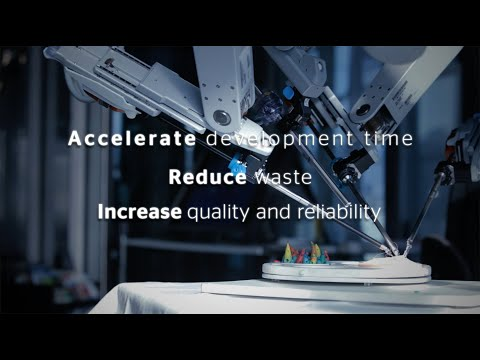 Accelerate development time
Reduce waste
Increase quality and reliability